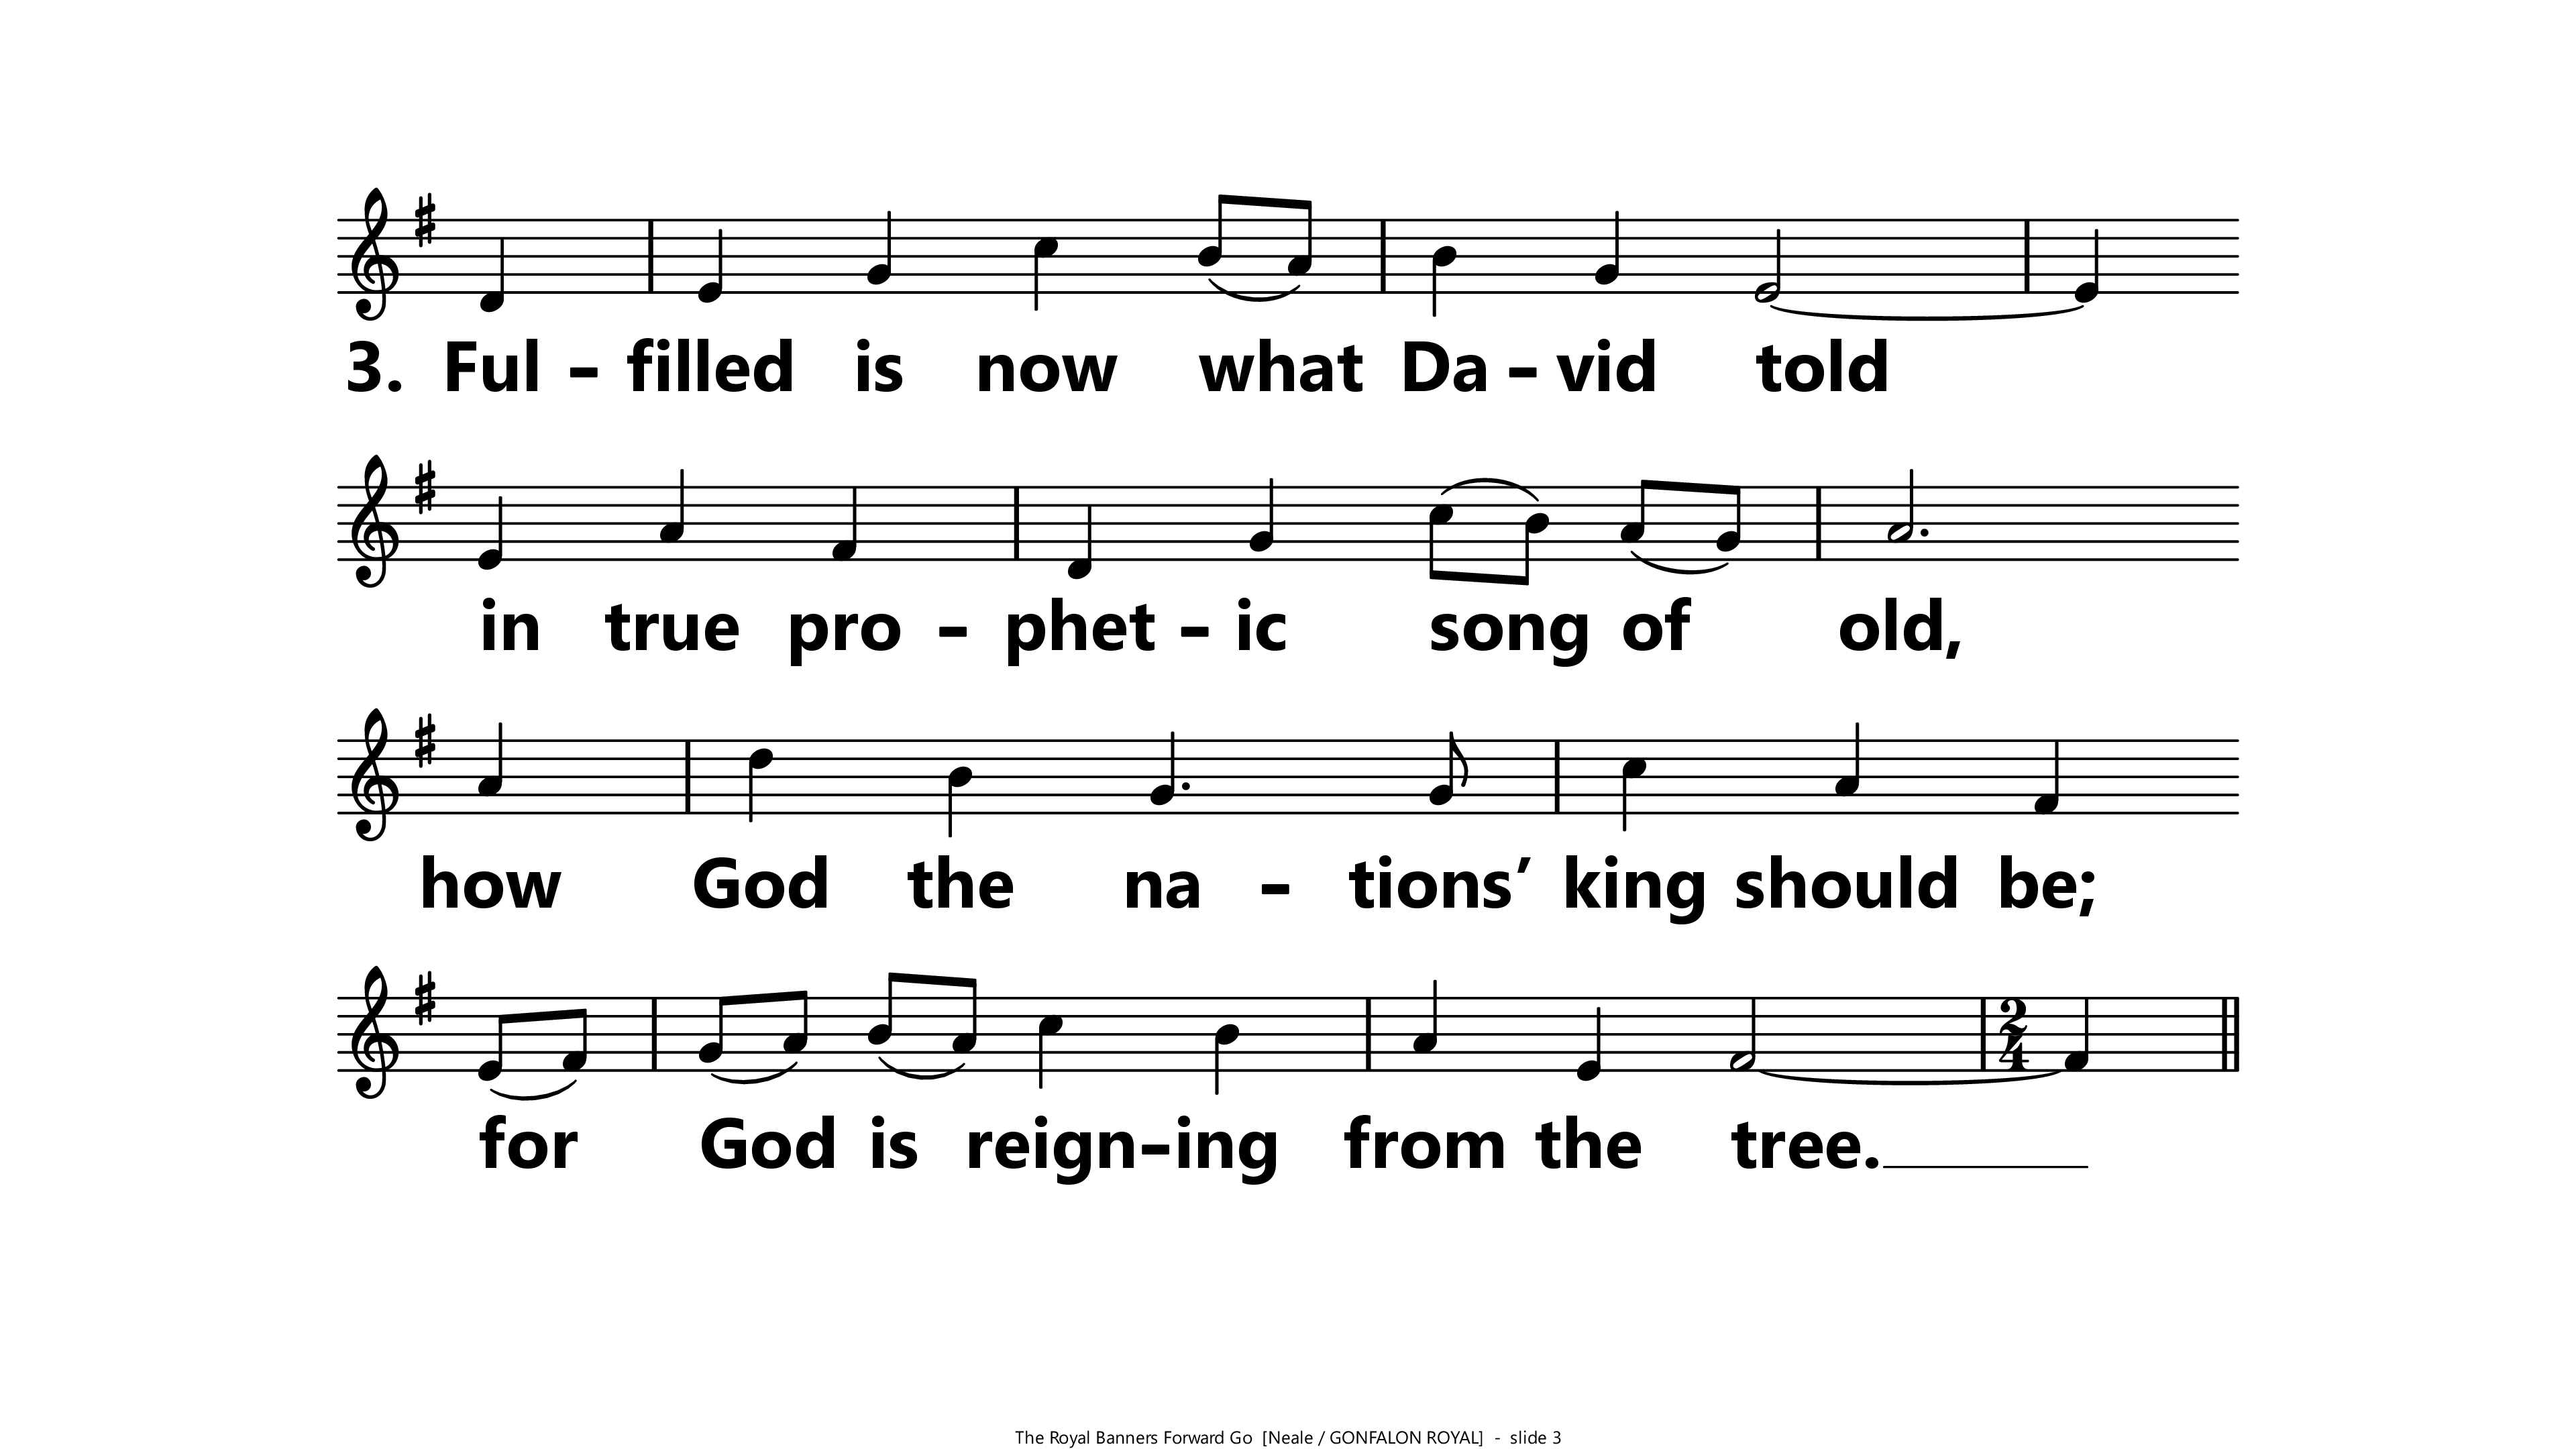 3. Ful – filled is now what Da – vid told
in true pro – phet – ic song of old,
how God the na – tions’ king should be;
2
4
for God is reign–ing from the tree.
The Royal Banners Forward Go [Neale / GONFALON ROYAL] - slide 3